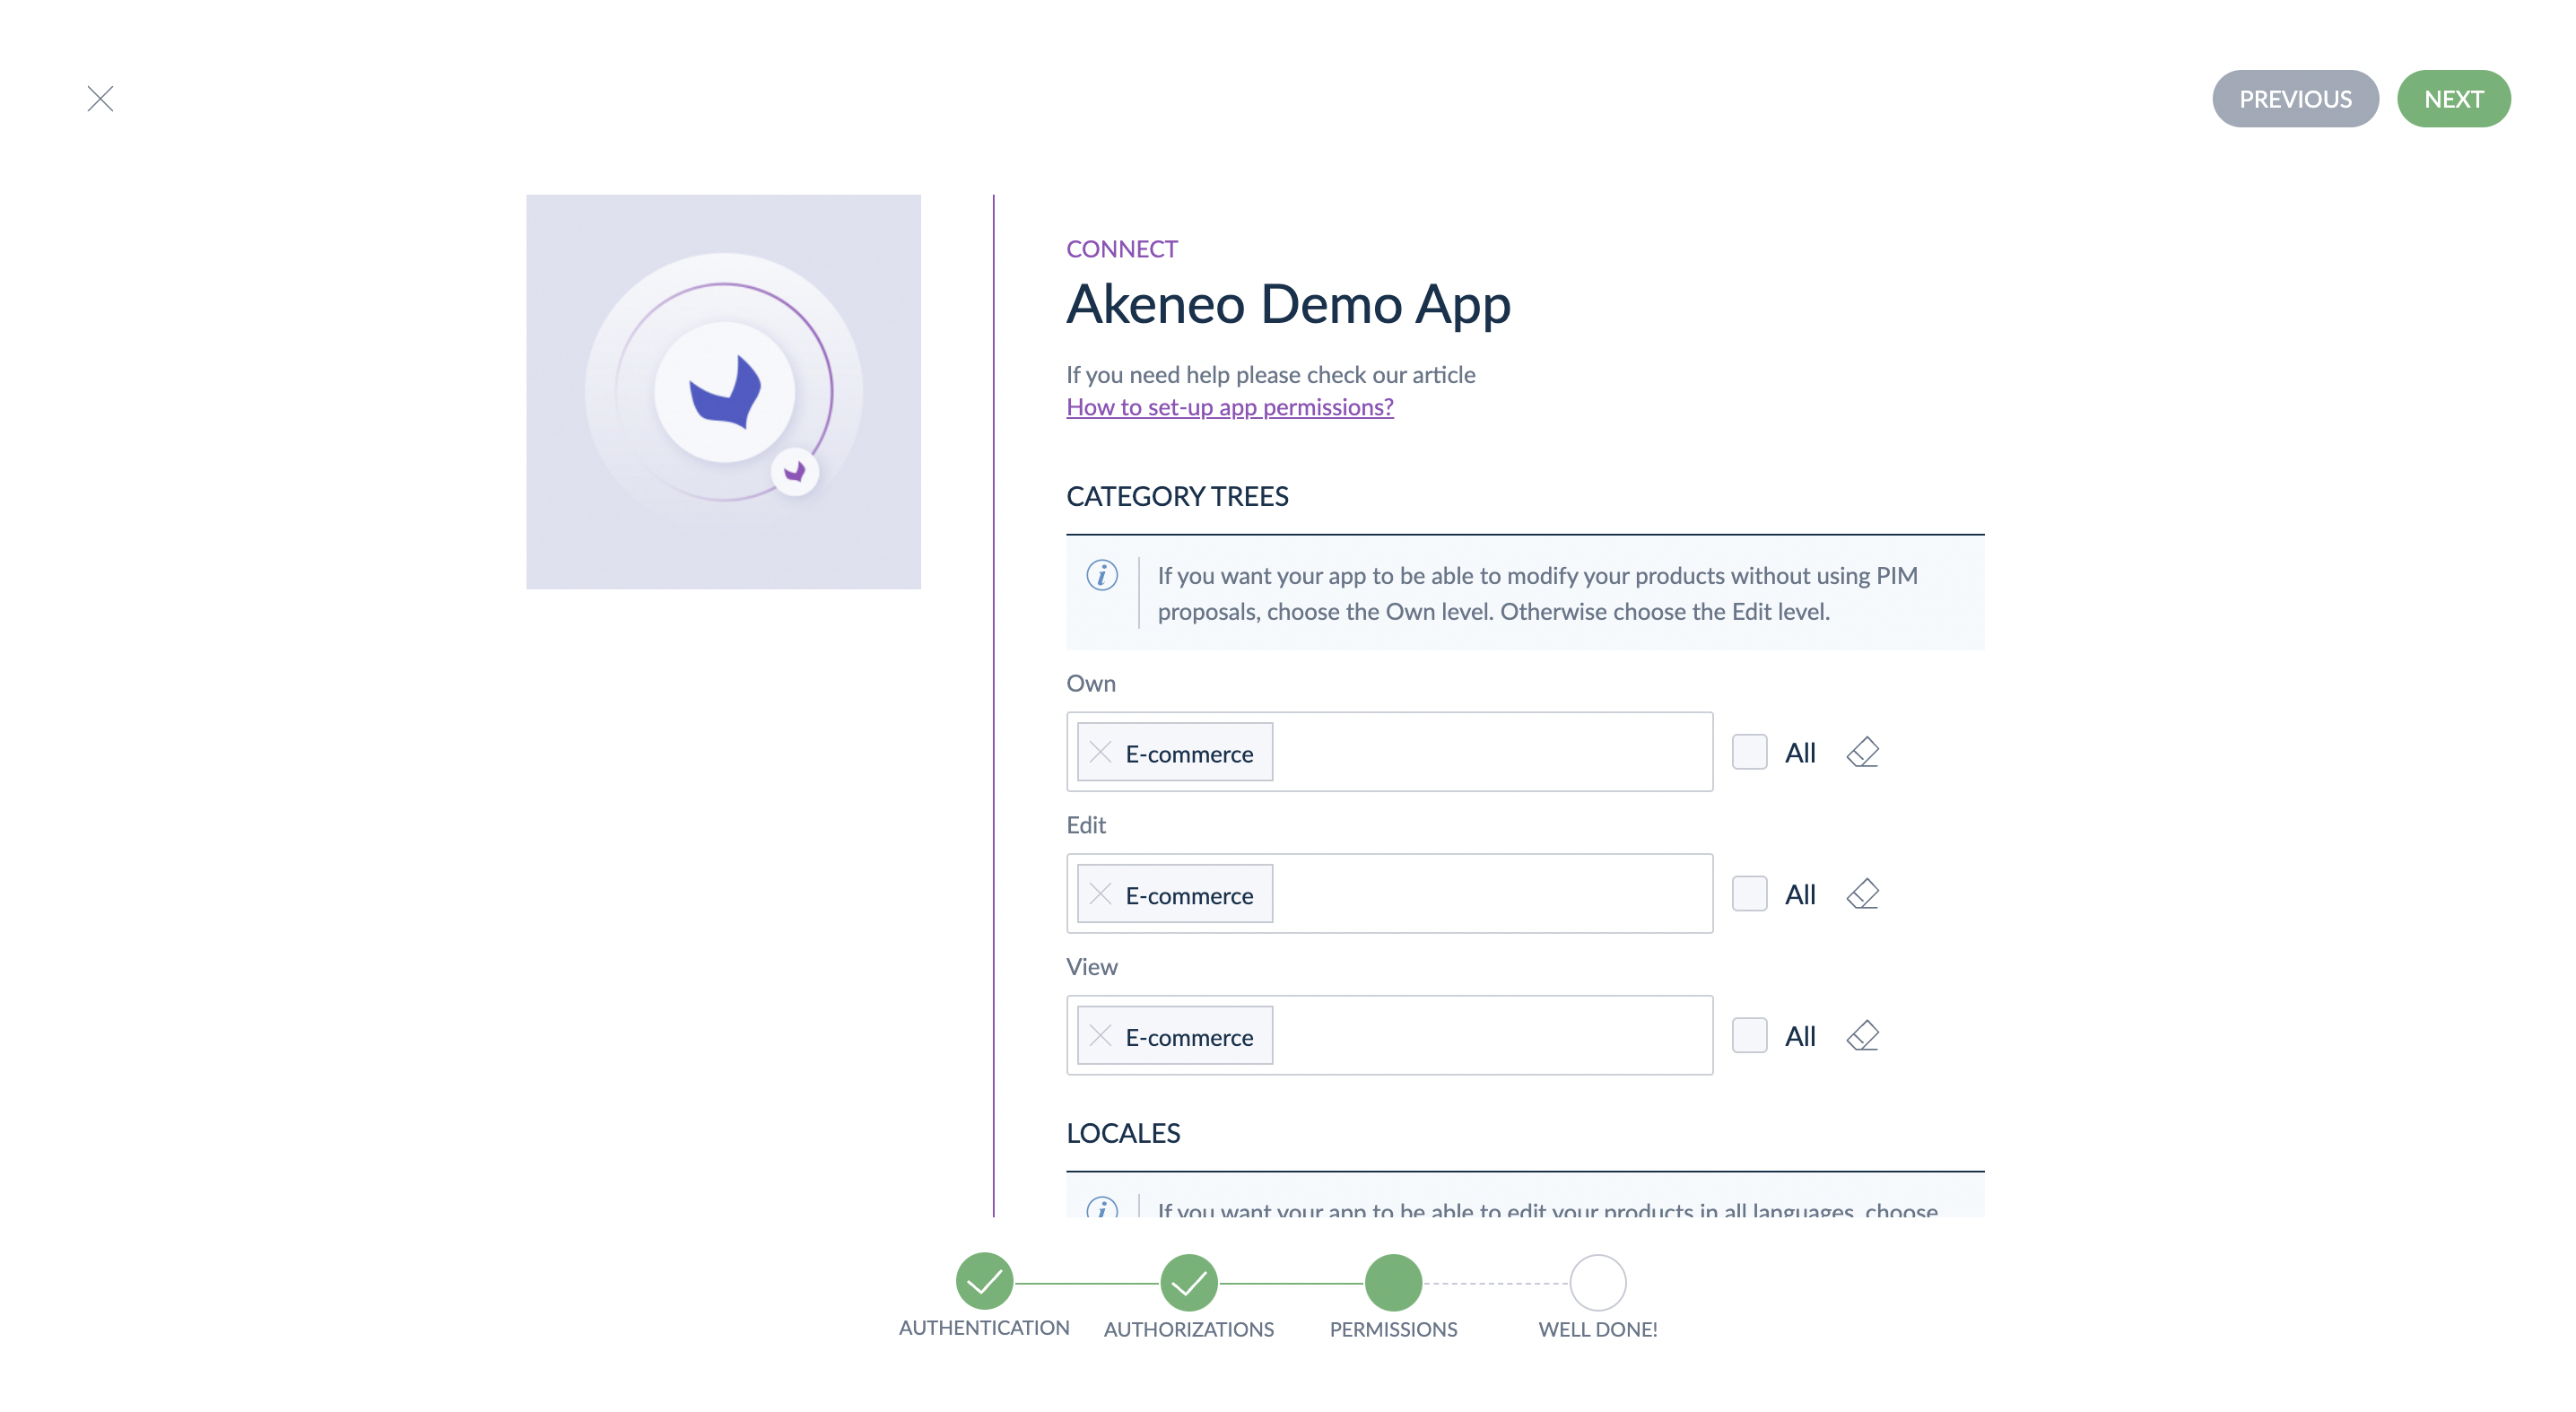 PREVIOUS
NEXT
CONNECT
Akeneo Demo App
If you need help please check our article
How to set-up app permissions?
CATEGORY TREES
If you want your app to be able to modify your products without using PIM
proposals, choose the Own level. Otherwise choose the Edit level.
Own
E-commerce
All
Edit
E-commerce
All
View
E-commerce
All
LOCALES
If you want your app to be able to edit your products in all languages, choose
AUTHENTICATION
AUTHORIZATIONS
PERMISSIONS
WELL DONE!